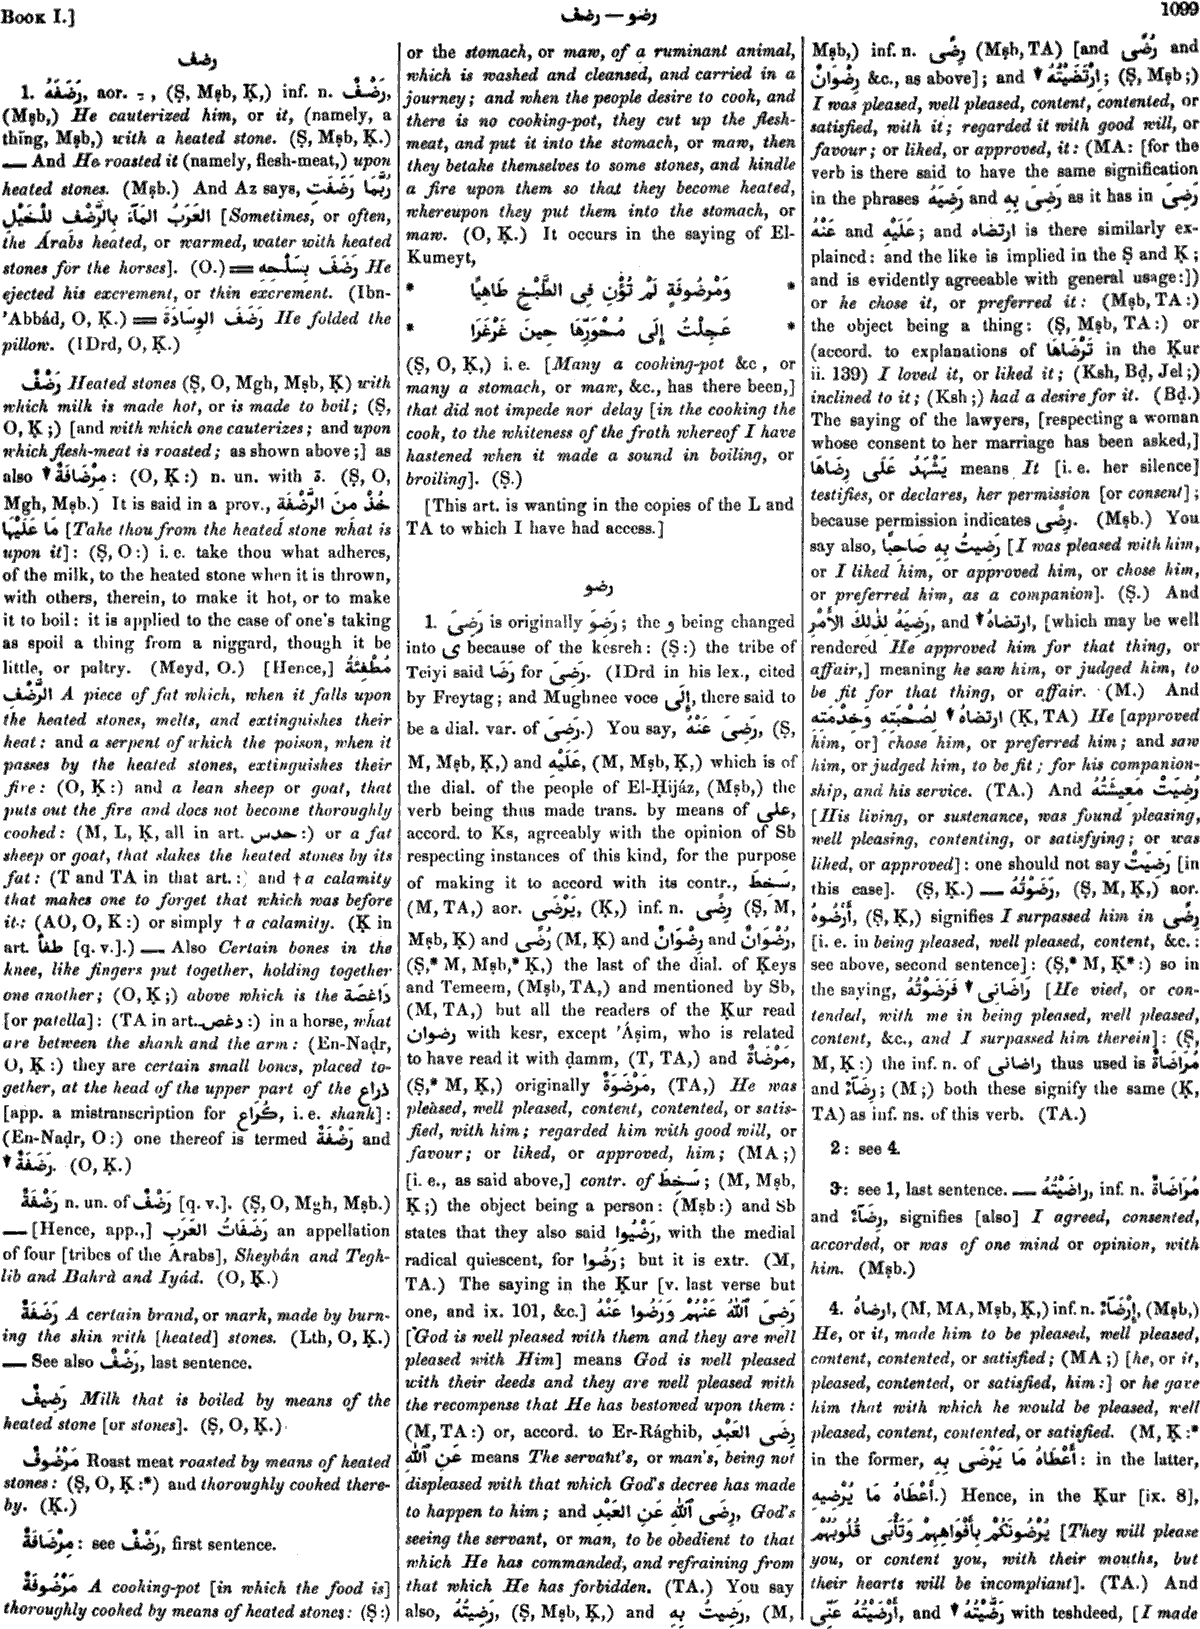 BOOK I.]
رضف — رضو
1099
رضف
1. رَضَفَهُ, aor. ـِ , (Ṣ, Mṣb, Ḳ,) inf. n. رَضْفٌ,
(Mṣb,) He cauterized him, or it, (namely, a
thing, Mṣb,) with a heated stone. (Ṣ, Mṣb, Ḳ.)
— And He roasted it (namely, flesh-meat,) upon
heated stones. (Mṣb.) And Az says, رُبَّمَا رَضَفَتِ
العَرَبُ المَآءَ بِالرَّضْفِ لِلْخَيْلِ [Sometimes, or often,
the Arabs heated, or warmed, water with heated
stones for the horses]. (O.) = رَضَفَ بِسَلْحِهِ He
ejected his excrement, or thin excrement. (Ibn-
'Abbád, O, Ḳ.) = رَضَفَ الوِسَادَةَ He folded the
pillow. (IDrd, O, Ḳ.)
رَضْفٌ Heated stones (Ṣ, O, Mgh, Mṣb, Ḳ) with
which milk is made hot, or is made to boil; (Ṣ,
O, Ḳ;) [and with which one cauterizes; and upon
which flesh-meat is roasted; as shown above;] as
also ▼ مِرْضَافَةٌ: (O, Ḳ:) n. un. with ة. (Ṣ, O,
Mgh, Mṣb.) It is said in a prov., خُذْ مِنَ الرَّضْفَةِ
مَا عَلَيْهَا [Take thou from the heated stone what is
upon it]: (Ṣ, O:) i. e. take thou what adheres,
of the milk, to the heated stone when it is thrown,
with others, therein, to make it hot, or to make
it to boil: it is applied to the case of one's taking
as spoil a thing from a niggard, though it be
little, or paltry. (Meyd, O.) [Hence,] مُطْفِئَةُ
الرَّضْفِ A piece of fat which, when it falls upon
the heated stones, melts, and extinguishes their
heat: and a serpent of which the poison, when it
passes by the heated stones, extinguishes their
fire: (O, Ḳ:) and a lean sheep or goat, that
puts out the fire and does not become thoroughly
cooked: (M, L, Ḳ, all in art. حدس:) or a fat
sheep or goat, that slakes the heated stones by its
fat: (T and TA in that art.:) and † a calamity
that makes one to forget that which was before
it: (AO, O, Ḳ:) or simply † a calamity. (Ḳ in
art. طفأ [q. v.].) — Also Certain bones in the
knee, like fingers put together, holding together
one another; (O, Ḳ;) above which is the دَاغِصَة
[or patella]: (TA in art. دغص:) in a horse, what
are between the shank and the arm: (En-Naḍr,
O, Ḳ:) they are certain small bones, placed to-
gether, at the head of the upper part of the ذِرَاع
[app. a mistranscription for كُرَاع, i. e. shank]:
(En-Naḍr, O:) one thereof is termed رَضْفَةٌ and
▼ رَضَفَةٌ. (O, Ḳ.)
رَضْفَةٌ n. un. of رَضْفٌ [q. v.]. (Ṣ, O, Mgh, Mṣb.)
— [Hence, app.,] رَضَفَاتُ العَرَبِ an appellation
of four [tribes of the Arabs], Sheybán and Tegh-
lib and Bahrà and Iyád. (O, Ḳ.)
رَضَفَةٌ A certain brand, or mark, made by burn-
ing the skin with [heated] stones. (Lth, O, Ḳ.)
— See also رَضْفٌ, last sentence.
رَضِيفٌ Milk that is boiled by means of the
heated stone [or stones]. (Ṣ, O, Ḳ.)
مَرْضُوفٌ Roast meat roasted by means of heated
stones: (Ṣ, O, Ḳ:*) and thoroughly cooked there-
by. (Ḳ.)
مِرْضَافَةٌ: see رَضْفٌ, first sentence.
مَرْضُوفَةٌ A cooking-pot [in which the food is]
thoroughly cooked by means of heated stones: (Ṣ:)
or the stomach, or maw, of a ruminant animal,
which is washed and cleansed, and carried in a
journey; and when the people desire to cook, and
there is no cooking-pot, they cut up the flesh-
meat, and put it into the stomach, or maw, then
they betake themselves to some stones, and kindle
a fire upon them so that they become heated,
whereupon they put them into the stomach, or
maw. (O, Ḳ.) It occurs in the saying of El-
Kumeyt,
* وَمَرْضُوفَةٍ لَمْ تُؤْنِ فِى الطَّبْخِ طَاهِيًا *
* عَجِلْتُ إِلَى مُحْوَرِّهَا حِينَ غَرْغَرَا *
(Ṣ, O, Ḳ,) i. e. [Many a cooking-pot &c , or
many a stomach, or maw, &c., has there been,]
that did not impede nor delay [in the cooking the
cook, to the whiteness of the froth whereof I have
hastened when it made a sound in boiling, or
broiling]. (Ṣ.)
[This art. is wanting in the copies of the L and
TA to which I have had access.]
رضو
1. رَضِىَ is originally رَضِوَ; the و being changed
into ى because of the kesreh: (Ṣ:) the tribe of
Teiyi said رَضَا for رَضِىَ. (IDrd in his lex., cited
by Freytag; and Mughnee voce إِلَى, there said to
be a dial. var. of رَضِىَ.) You say, رَضِىَ عَنْهُ, (Ṣ,
M, Mṣb, Ḳ,) and عَلَيْهِ, (M, Mṣb, Ḳ,) which is of
the dial. of the people of El-Ḥijáz, (Mṣb,) the
verb being thus made trans. by means of على,
accord. to Ks, agreeably with the opinion of Sb
respecting instances of this kind, for the purpose
of making it to accord with its contr., سَخِطَ,
(M, TA,) aor. يَرْضَى, (Ḳ,) inf. n. رِضًى (Ṣ, M,
Mṣb, Ḳ) and رُضًى (M, Ḳ) and رِضْوَانٌ and رُضْوَانٌ,
(Ṣ,* M, Mṣb,* Ḳ,) the last of the dial. of Ḳeys
and Temeem, (Mṣb, TA,) and mentioned by Sb,
(M, TA,) but all the readers of the Ḳur read
رضوان with kesr, except 'Áṣim, who is related
to have read it with ḍamm, (T, TA,) and مَرْضَاةٌ,
(Ṣ,* M, Ḳ,) originally مَرْضَوَةٌ, (TA,) He was
pleased, well pleased, content, contented, or satis-
fied, with him; regarded him with good will, or
favour; or liked, or approved, him; (MA;)
[i. e., as said above,] contr. of سَخِطَ; (M, Mṣb,
Ḳ;) the object being a person: (Mṣb:) and Sb
states that they also said رَضْيُوا, with the medial
radical quiescent, for رَضُوا; but it is extr. (M,
TA.) The saying in the Ḳur [v. last verse but
one, and ix. 101, &c.] رَضِىَ ٱللّٰهُ عَنْهُمْ وَرَضُوا عَنْهُ
[God is well pleased with them and they are well
pleased with Him] means God is well pleased
with their deeds and they are well pleased with
the recompense that He has bestowed upon them:
(M, TA:) or, accord. to Er-Rághib, رِضَى العَبْدِ
عَنِ ٱللّٰهِ means The servant's, or man's, being not
displeased with that which God's decree has made
to happen to him; and رِضَى ٱللّٰهِ عَنِ العَبْدِ, God's
seeing the servant, or man, to be obedient to that
which He has commanded, and refraining from
that which He has forbidden. (TA.) You say
also, رَضِيتُهُ, (Ṣ, Mṣb, Ḳ,) and رَضِيتُ بِهِ, (M,
Mṣb,) inf. n. رِضًى (Mṣb, TA) [and رُضًى and
رِضْوَانٌ &c., as above]; and ▼ اِرْتَضَيْتُهُ; (Ṣ, Mṣb;)
I was pleased, well pleased, content, contented, or
satisfied, with it; regarded it with good will, or
favour; or liked, or approved, it: (MA: [for the
verb is there said to have the same signification
in the phrases رَضِيَهُ and رَضِىَ بِهِ as it has in رَضِىَ
عَنْهُ and عَلَيْهِ; and ارتضاه is there similarly ex-
plained: and the like is implied in the Ṣ and Ḳ;
and is evidently agreeable with general usage:])
or he chose it, or preferred it: (Mṣb, TA:)
the object being a thing: (Ṣ, Mṣb, TA:) or
(accord. to explanations of تَرْضَاهَا in the Ḳur
ii. 139) I loved it, or liked it; (Ksh, Bḍ, Jel;)
inclined to it; (Ksh;) had a desire for it. (Bḍ.)
The saying of the lawyers, [respecting a woman
whose consent to her marriage has been asked,]
يَشْهَدُ عَلَى رِضَاهَا means It [i. e. her silence]
testifies, or declares, her permission [or consent];
because permission indicates رِضًى. (Mṣb.) You
say also, رَضِيتُ بِهِ صَاحِبًا [I was pleased with him,
or I liked him, or approved him, or chose him,
or preferred him, as a companion]. (Ṣ.) And
رَضِيَهُ لِذٰلِكَ الأَمْرِ, and ▼ ارتضاهُ, [which may be well
rendered He approved him for that thing, or
affair,] meaning he saw him, or judged him, to
be fit for that thing, or affair. (M.) And
▼ ارتضاهُ لِصُحْبَتِهِ وَخِدْمَتِهِ (Ḳ, TA) He [approved
him, or] chose him, or preferred him; and saw
him, or judged him, to be fit; for his companion-
ship, and his service. (TA.) And رُضِيَتْ مَعِيشَتُهُ
[His living, or sustenance, was found pleasing,
well pleasing, contenting, or satisfying; or was
liked, or approved]: one should not say رَضِيَتْ [in
this case]. (Ṣ, Ḳ.) — رَضَوْتُهُ, (Ṣ, M, Ḳ,) aor.
أَرْضُوهُ, (Ṣ, Ḳ,) signifies I surpassed him in رِضًى
[i. e. in being pleased, well pleased, content, &c.:
see above, second sentence]: (Ṣ,* M, Ḳ*:) so in
the saying, ▼ رَاضَانِى فَرَضَوْتُهُ [He vied, or con-
tended, with me in being pleased, well pleased,
content, &c., and I surpassed him therein]: (Ṣ,
M, Ḳ:) the inf. n. of راضانى thus used is مُرَاضَاةٌ
and رِضَآءٌ; (M;) both these signify the same (Ḳ,
TA) as inf. ns. of this verb. (TA.)
2: see 4.
3: see 1, last sentence. — راضَيْتُهُ, inf. n. مُرَاضَاةٌ
and رِضَآءٌ, signifies [also] I agreed, consented,
accorded, or was of one mind or opinion, with
him. (Mṣb.)
4. ارضاهُ, (M, MA, Mṣb, Ḳ,) inf. n. إِرْضَآءٌ, (Mṣb,)
He, or it, made him to be pleased, well pleased,
content, contented, or satisfied; (MA;) [he, or it,
pleased, contented, or satisfied, him:] or he gave
him that with which he would be pleased, well
pleased, content, contented, or satisfied. (M, Ḳ:*
in the former, أَعْطَاهُ مَا يَرْضَى بِهِ: in the latter,
أَعْطَاهُ مَا يُرْضِيهِ.) Hence, in the Ḳur [ix. 8],
يُرْضُونَكُمْ بِأَفْوَاهِهِمْ وَتَأْبَى قُلُوبُهُمْ [They will please
you, or content you, with their mouths, but
their hearts will be incompliant]. (TA.) And
أَرْضَيْتُهُ عَنِّى, and ▼ رَضَّيْتُهُ with teshdeed, [I made